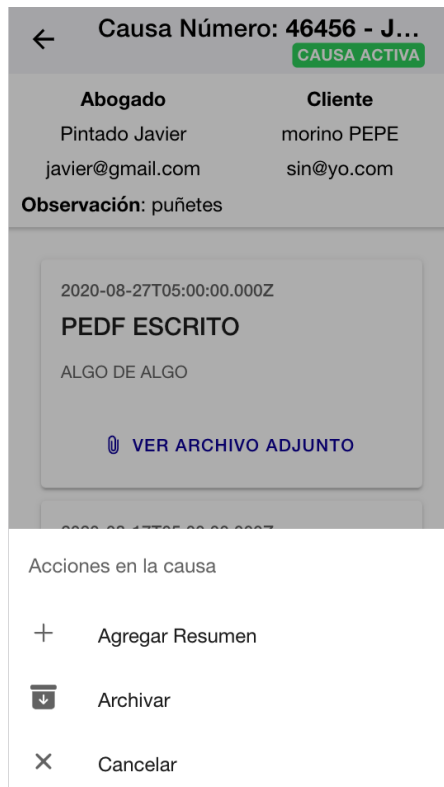 Causa Número: 46456 - J...
CAUSA ACTIVA
Abogado
Cliente
Pintado Javier
morino PEPE
javier@gmail.com
sin@yo.com
Observación: puñetes
2020-08-27T05:00:00.000Z
PEDF ESCRITO
ALGO DE ALGO
VER ARCHIVO ADJUNTO
Acciones en la causa
Agregar Resumen
Archivar
Cancelar